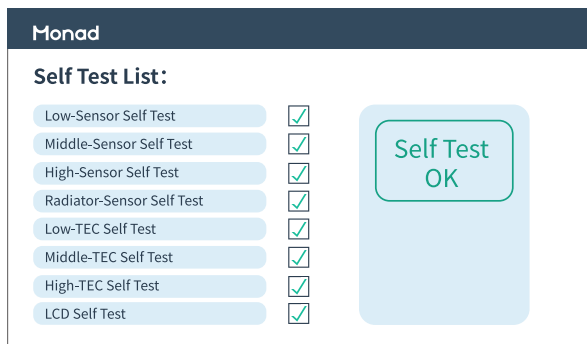 Monad
Self Test List：
Low-Sensor Self Test
Middle-Sensor Self Test
High-Sensor Self Test
Radiator-Sensor Self Test
Low-TEC Self Test
Middle-TEC Self Test
High-TEC Self Test
LCD Self Test
Self Test
OK